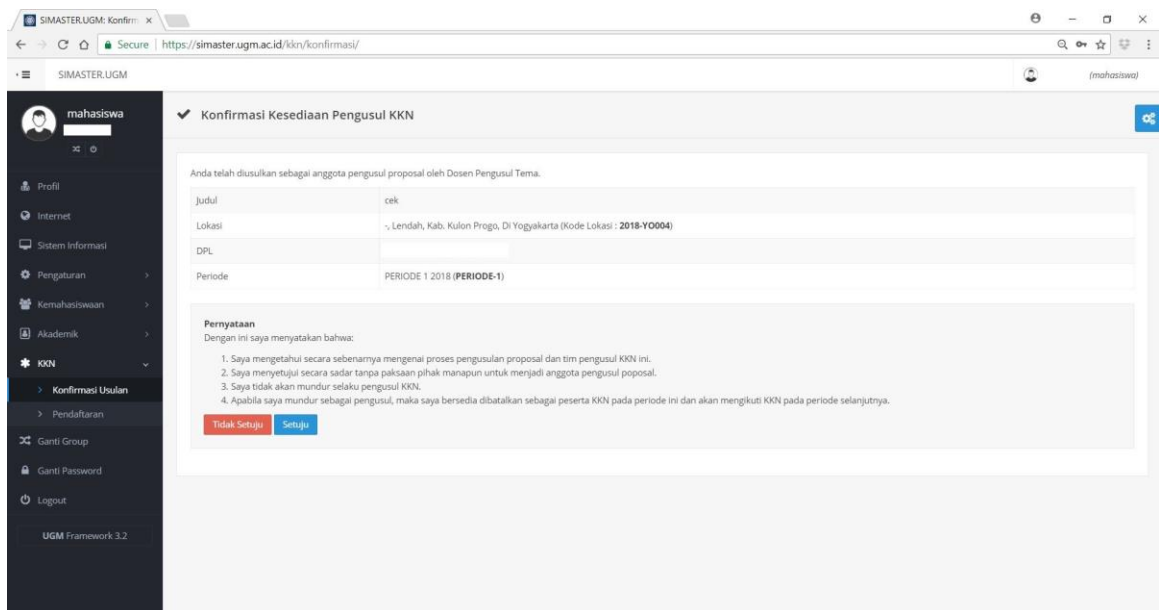 SIMASTER.UGM: Konfirm
Secure https://simaster.ugm.ac.id/kkn/konfirmasi/
SIMASTER.UGM
(mahasiswa)
mahasiswa
Profil
Internet
Sistem Informasi
Pengaturan
Kemahasiswaan
Akademik
KKN
Konfirmasi Usulan
Pendaftaran
Ganti Group
Ganti Password
Logout
UGM Framework 3.2
Konfirmasi Kesediaan Pengusul KKN
Anda telah diusulkan sebagai anggota pengusul proposal oleh Dosen Pengusul Tema.
Judul cek
Lokasi -, Lendah, Kab. Kulon Progo, Di Yogyakarta (Kode Lokasi : 2018-YO004)
DPL
Periode PERIODE 1 2018 (PERIODE-1)
Pernyataan
Dengan ini saya menyatakan bahwa:
1. Saya mengetahui secara sebenarnya mengenai proses pengusulan proposal dan tim pengusul KKN ini.
2. Saya menyetujui secara sadar tanpa paksaan pihak manapun untuk menjadi anggota pengusul poposal.
3. Saya tidak akan mundur selaku pengusul KKN.
4. Apabila saya mundur sebagai pengusul, maka saya bersedia dibatalkan sebagai peserta KKN pada periode ini dan akan mengikuti KKN pada periode selanjutnya.
Tidak Setuju Setuju